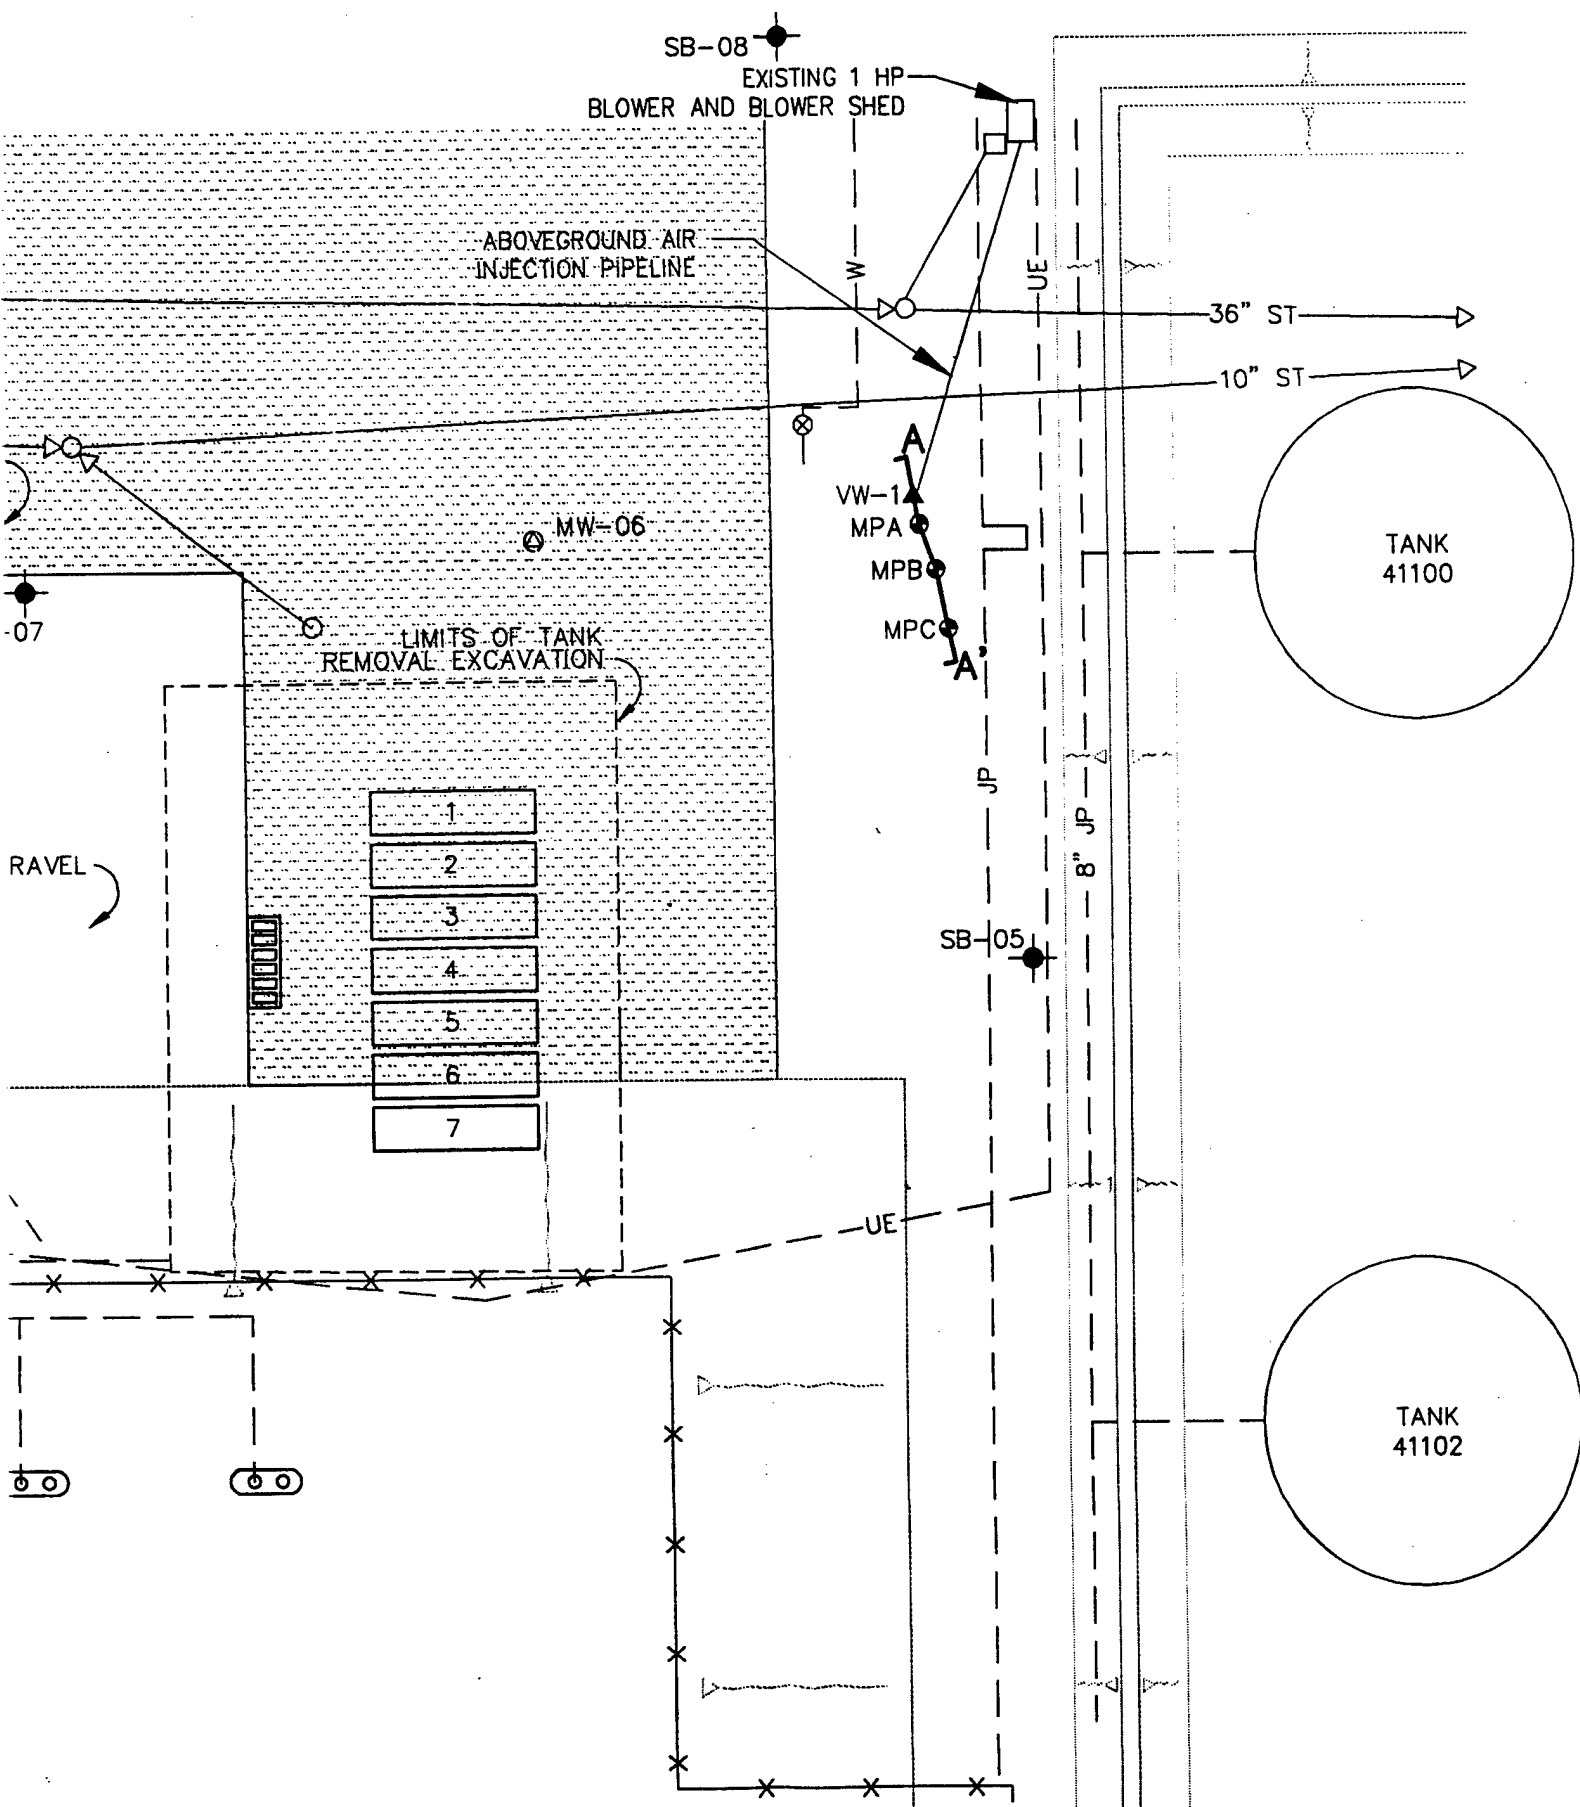 SB-08
EXISTING 1 HP
BLOWER AND BLOWER SHED
ABOVEGROUND AIR
INJECTION PIPELINE
W
UE
36" ST
10" ST
A
VW-1
MPA
MPB
MPC
A'
MW-06
TANK
41100
-07
LIMITS OF TANK
REMOVAL EXCAVATION
JP
8" JP
1
2
3
4
5
6
7
RAVEL
SB-05
UE
TANK
41102